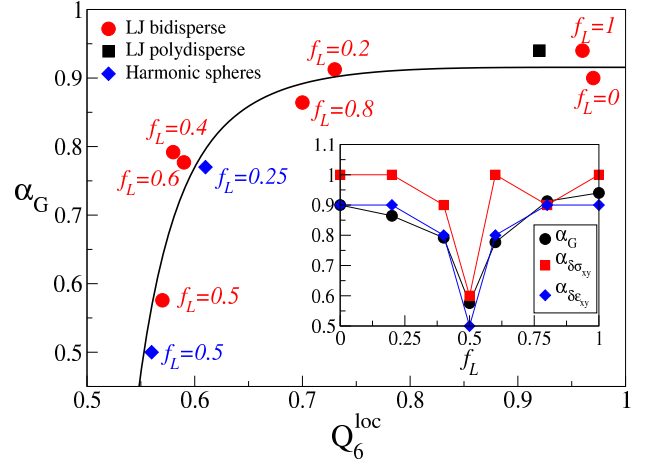 LJ bidisperse
LJ polydisperse
Harmonic spheres
f_L=0.2
f_L=1
f_L=0
f_L=0.8
f_L=0.4
f_L=0.6
f_L=0.25
f_L=0.5
f_L=0.5
α_G
1
0.9
0.8
0.7
0.6
0.5
0.5 0.6 0.7 0.8 0.9 1
Q_6^loc
1.1
1
0.9
0.8
0.7
0.6
0.5
0 0.25 0.5 0.75 1
f_L
α_G
α_δσ_xy
α_δε_xy